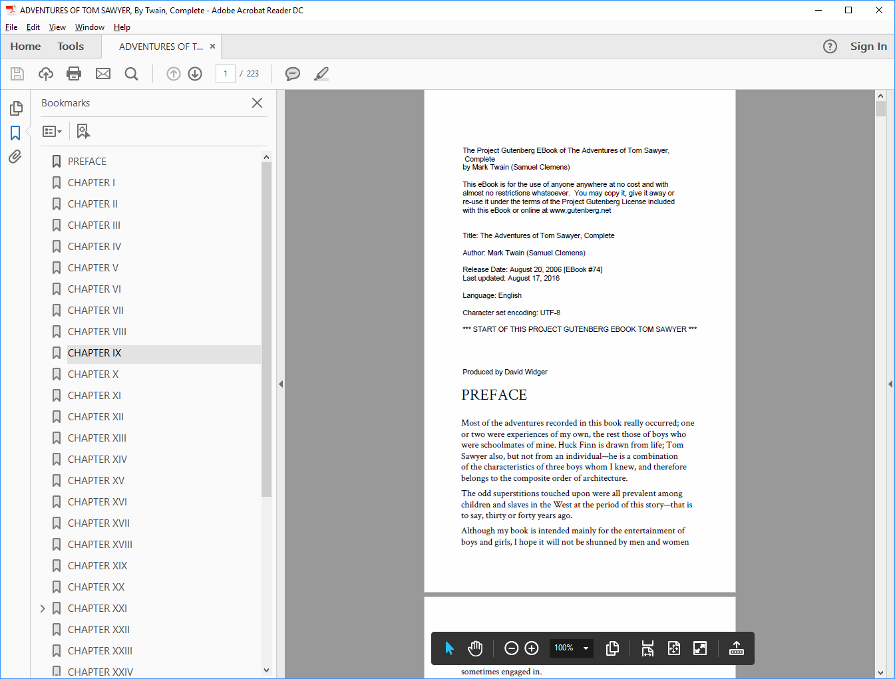 ADVENTURES OF TOM SAWYER, By Twain, Complete - Adobe Acrobat Reader DC
File Edit View Window Help
Home Tools ADVENTURES OF T... × ? Sign In
1 / 223
Bookmarks
PREFACE
CHAPTER I
CHAPTER II
CHAPTER III
CHAPTER IV
CHAPTER V
CHAPTER VI
CHAPTER VII
CHAPTER VIII
CHAPTER IX
CHAPTER X
CHAPTER XI
CHAPTER XII
CHAPTER XIII
CHAPTER XIV
CHAPTER XV
CHAPTER XVI
CHAPTER XVII
CHAPTER XVIII
CHAPTER XIX
CHAPTER XX
CHAPTER XXI
CHAPTER XXII
CHAPTER XXIII
CHAPTER XXIV
The Project Gutenberg EBook of The Adventures of Tom Sawyer,
Complete
by Mark Twain (Samuel Clemens)
This eBook is for the use of anyone anywhere at no cost and with
almost no restrictions whatsoever. You may copy it, give it away or
re-use it under the terms of the Project Gutenberg License included
with this eBook or online at www.gutenberg.net
Title: The Adventures of Tom Sawyer, Complete
Author: Mark Twain (Samuel Clemens)
Release Date: August 20, 2006 [EBook #74]
Last updated: August 17, 2016
Language: English
Character set encoding: UTF-8
*** START OF THIS PROJECT GUTENBERG EBOOK TOM SAWYER ***
Produced by David Widger
PREFACE
Most of the adventures recorded in this book really occurred; one
or two were experiences of my own, the rest those of boys who
were schoolmates of mine. Huck Finn is drawn from life; Tom
Sawyer also, but not from an individual—he is a combination
of the characteristics of three boys whom I knew, and therefore
belongs to the composite order of architecture.
The odd superstitions touched upon were all prevalent among
children and slaves in the West at the period of this story—that is
to say, thirty or forty years ago.
Although my book is intended mainly for the entertainment of
boys and girls, I hope it will not be shunned by men and women
100%
sometimes engaged in.